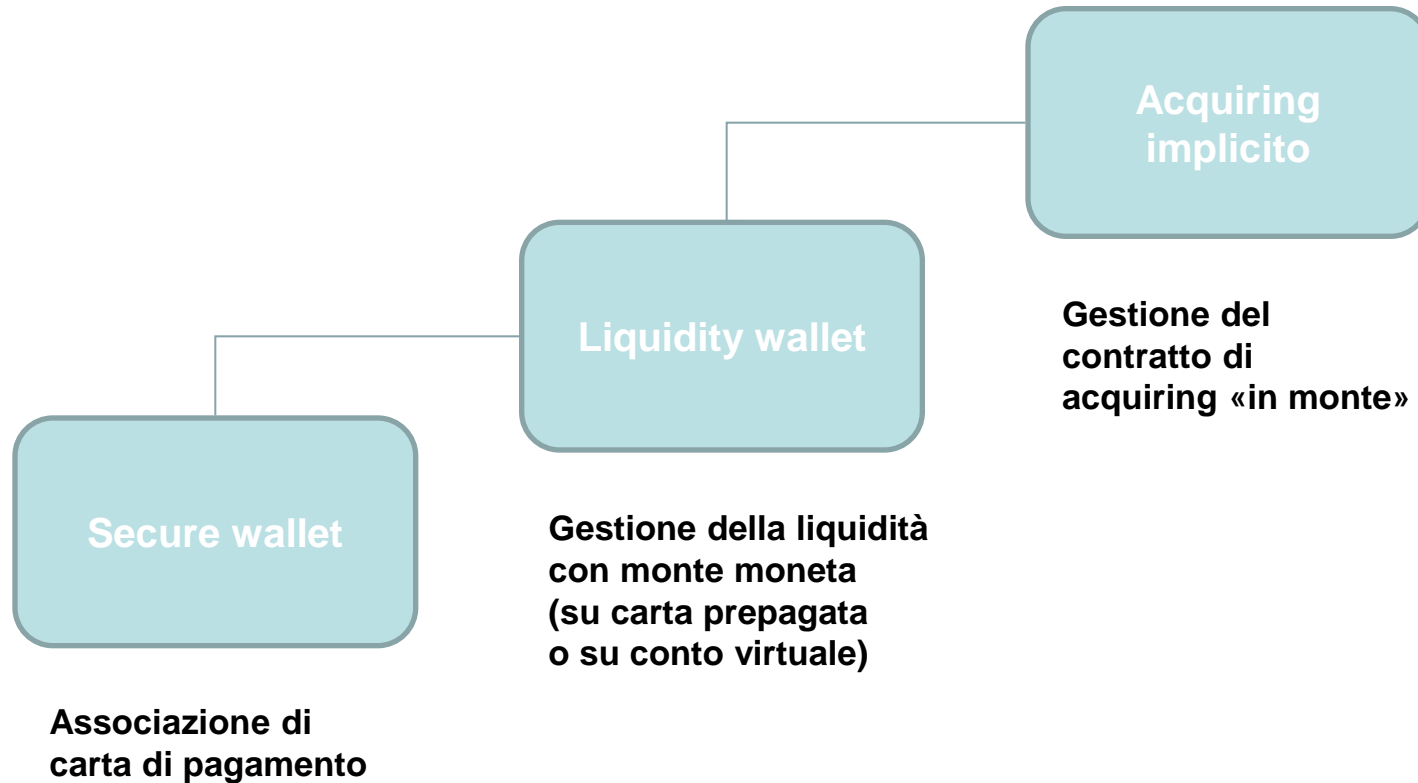 Acquiring
implicito
Gestione del
contratto di
acquiring «in monte»
Liquidity wallet
Gestione della liquidità
con monte moneta
(su carta prepagata
o su conto virtuale)
Secure wallet
Associazione di
carta di pagamento